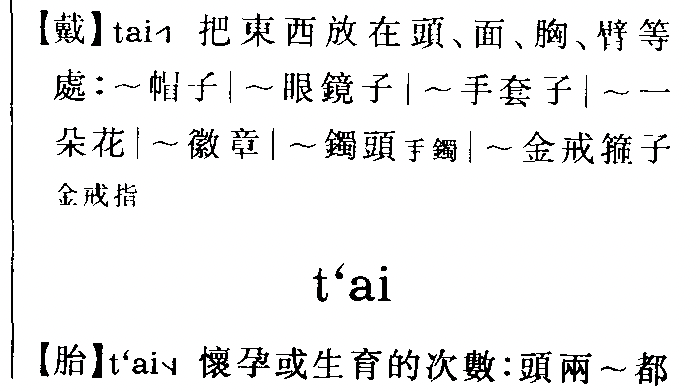 【戴】tai˧ 把東西放在頭、面、胸、臂等
處：～帽子|～眼鏡子|～手套子|～一
朵花|～徽章|～鐲頭手鐲|～金戒箍子
金戒指
t‘ai
【胎】t‘ai 懷孕或生育的次數：頭兩～都